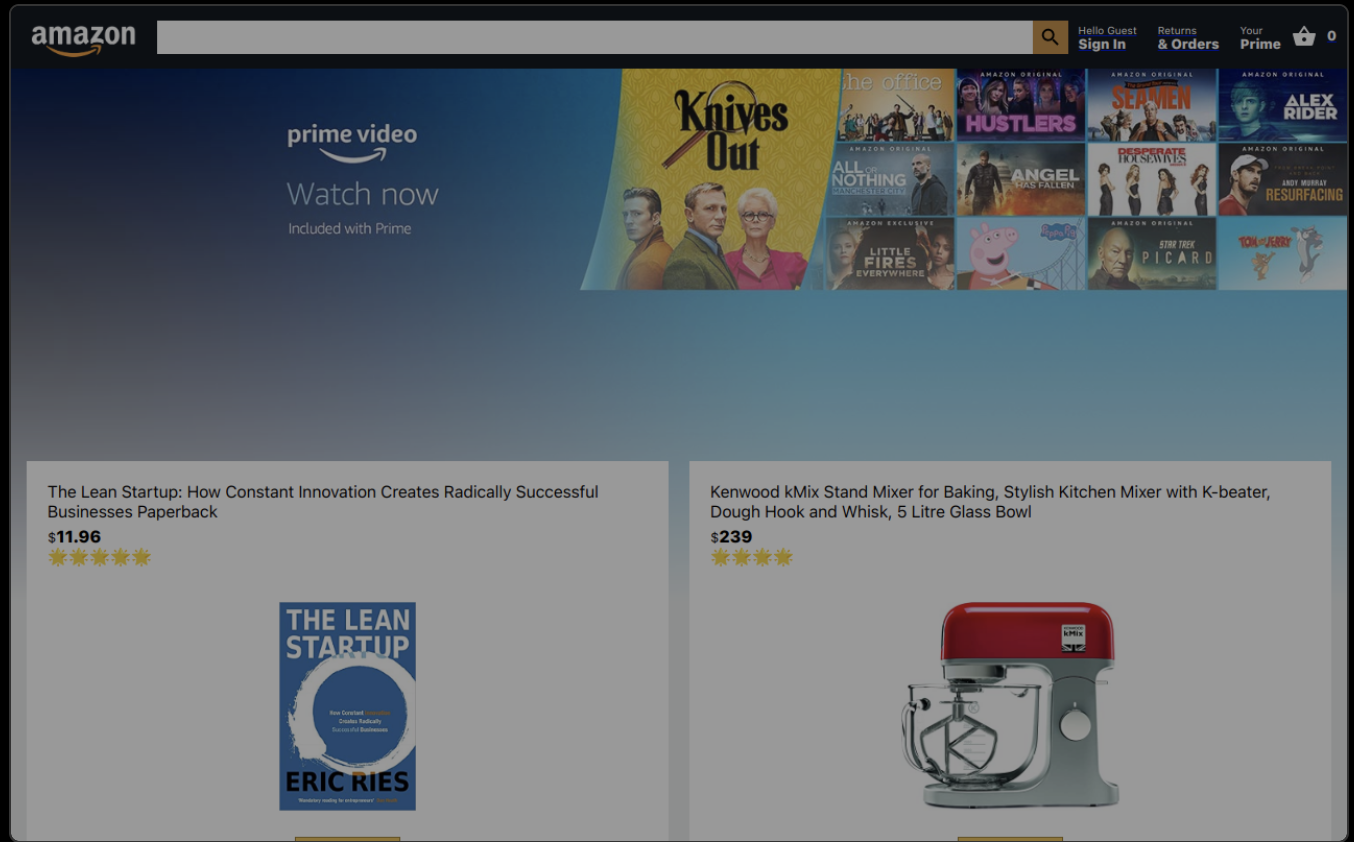 amazon
Hello Guest
Sign In
Returns
& Orders
Your
Prime
0
prime video
Watch now
Included with Prime
Knives
Out
the office
AMAZON ORIGINAL
HUSTLERS
AMAZON ORIGINAL
SEAMEN
AMAZON ORIGINAL
ALEX
RIDER
AMAZON ORIGINAL
ALL OR
NOTHING
MANCHESTER CITY
ANGEL
HAS FALLEN
DESPERATE
HOUSEWIVES
AMAZON ORIGINAL
ANDY MURRAY
RESURFACING
AMAZON EXCLUSIVE
LITTLE
FIRES
EVERYWHERE
Peppa Pig
AMAZON ORIGINAL
STAR TREK
PICARD
TOM and JERRY
The Lean Startup: How Constant Innovation Creates Radically Successful
Businesses Paperback
$11.96
THE LEAN
STARTUP
How Constant Innovation
Creates Radically
Successful Businesses
ERIC RIES
Kenwood kMix Stand Mixer for Baking, Stylish Kitchen Mixer with K-beater,
Dough Hook and Whisk, 5 Litre Glass Bowl
$239
KENWOOD
kMix